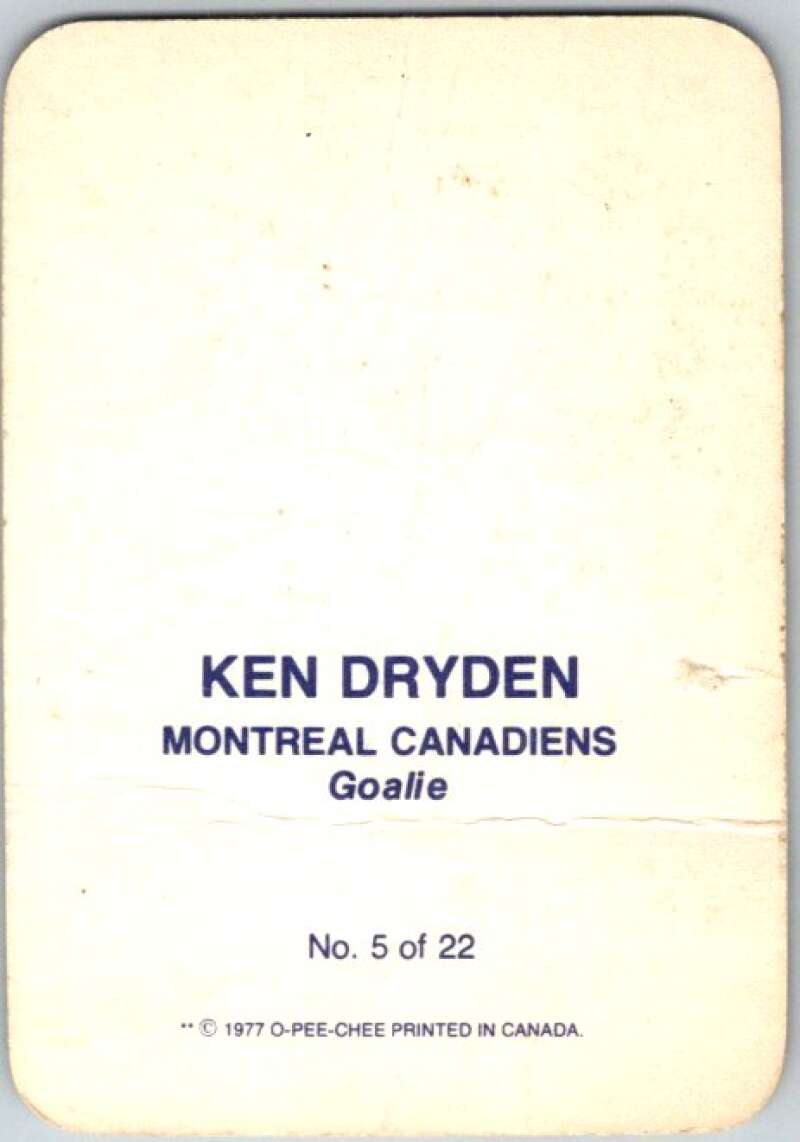 KEN DRYDEN
MONTREAL CANADIENS
Goalie
No. 5 of 22
** © 1977 O-PEE-CHEE PRINTED IN CANADA.